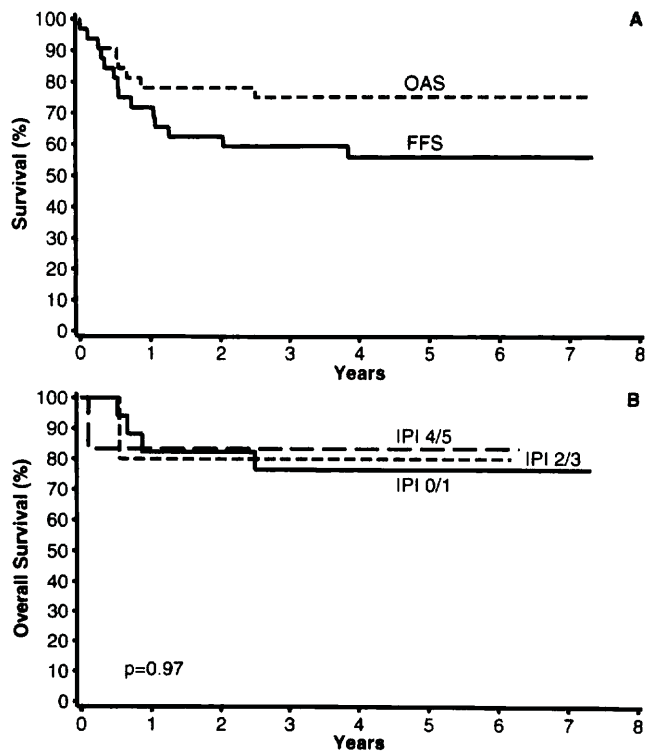 A
100
90
80
70
60
50
40
30
20
10
0
Survival (%)
OAS
FFS
0 1 2 3 4 5 6 7 8
Years
B
100
90
80
70
60
50
40
30
20
10
0
Overall Survival (%)
IPI 4/5
IPI 2/3
IPI 0/1
p=0.97
0 1 2 3 4 5 6 7 8
Years